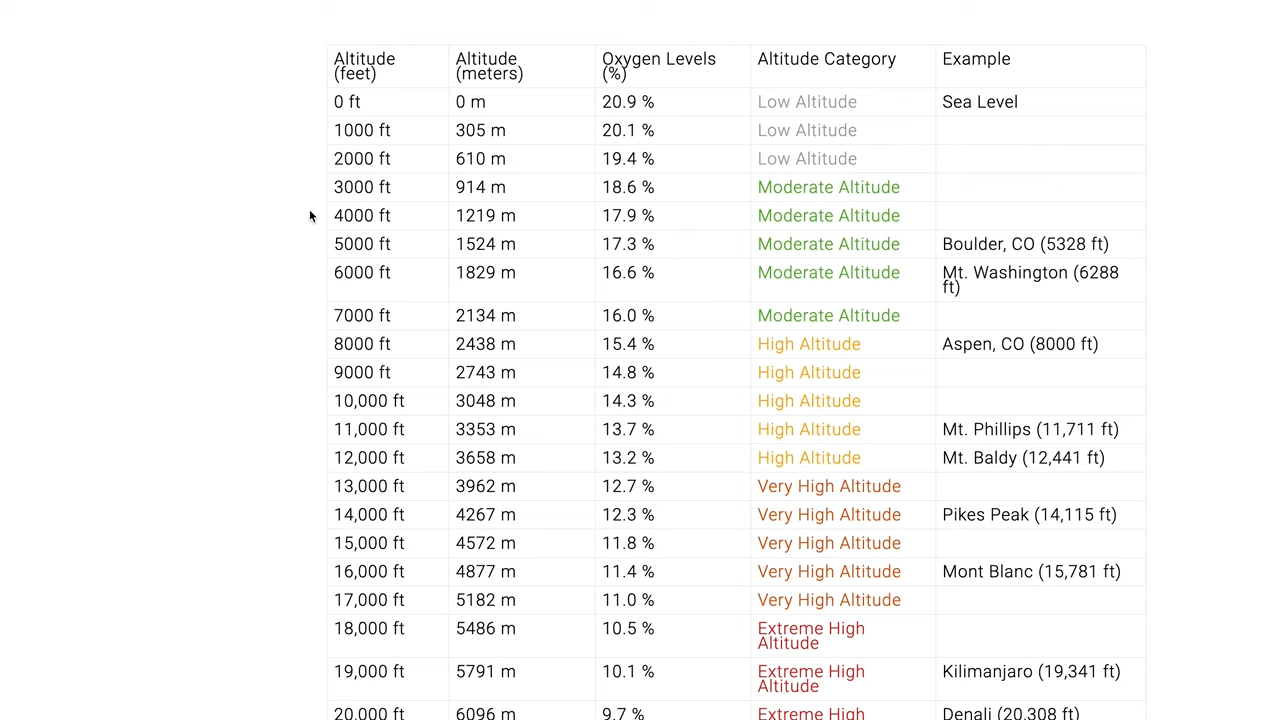 Altitude (feet) Altitude (meters) Oxygen Levels (%) Altitude Category Example
0 ft 0 m 20.9 % Low Altitude Sea Level
1000 ft 305 m 20.1 % Low Altitude
2000 ft 610 m 19.4 % Low Altitude
3000 ft 914 m 18.6 % Moderate Altitude
4000 ft 1219 m 17.9 % Moderate Altitude
5000 ft 1524 m 17.3 % Moderate Altitude Boulder, CO (5328 ft)
6000 ft 1829 m 16.6 % Moderate Altitude Mt. Washington (6288 ft)
7000 ft 2134 m 16.0 % Moderate Altitude
8000 ft 2438 m 15.4 % High Altitude Aspen, CO (8000 ft)
9000 ft 2743 m 14.8 % High Altitude
10,000 ft 3048 m 14.3 % High Altitude
11,000 ft 3353 m 13.7 % High Altitude Mt. Phillips (11,711 ft)
12,000 ft 3658 m 13.2 % High Altitude Mt. Baldy (12,441 ft)
13,000 ft 3962 m 12.7 % Very High Altitude
14,000 ft 4267 m 12.3 % Very High Altitude Pikes Peak (14,115 ft)
15,000 ft 4572 m 11.8 % Very High Altitude
16,000 ft 4877 m 11.4 % Very High Altitude Mont Blanc (15,781 ft)
17,000 ft 5182 m 11.0 % Very High Altitude
18,000 ft 5486 m 10.5 % Extreme High Altitude
19,000 ft 5791 m 10.1 % Extreme High Altitude Kilimanjaro (19,341 ft)
20,000 ft 6096 m 9.7 % Extreme High Denali (20,308 ft)